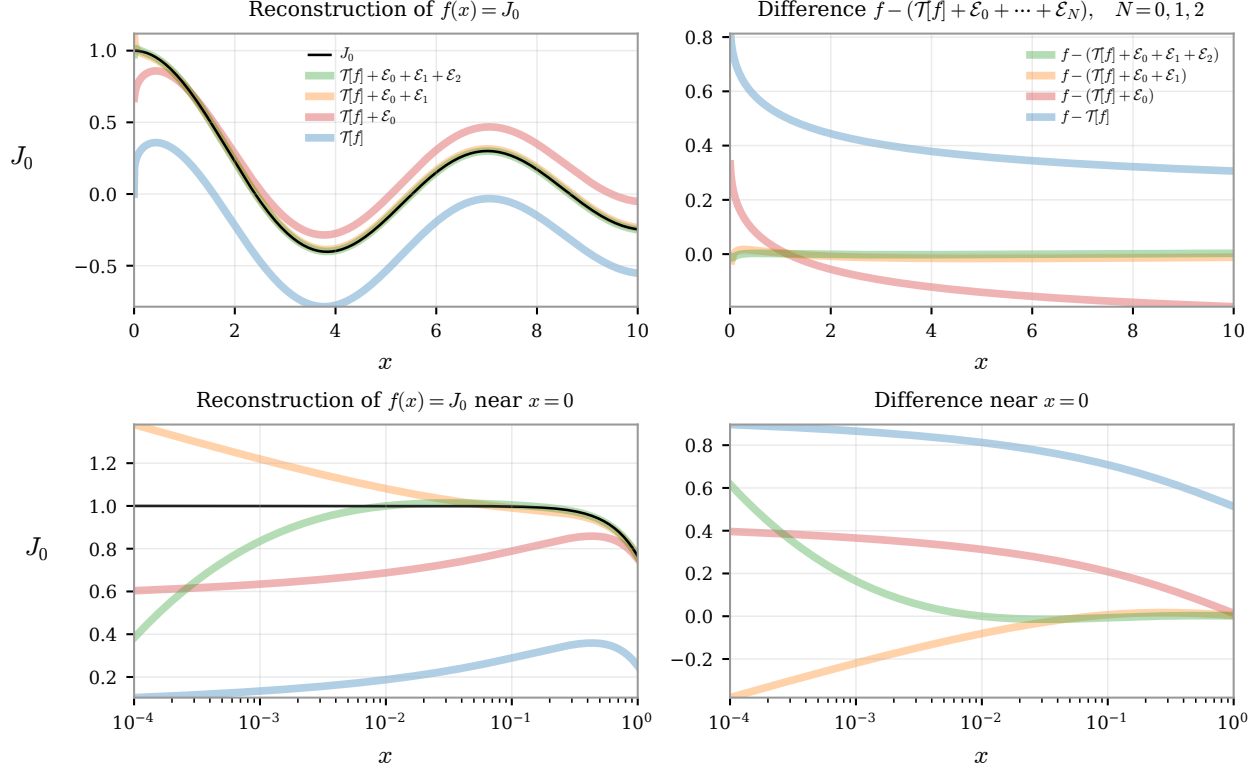 Reconstruction of f(x) = J₀
J₀
1.0
0.5
0.0
−0.5
J₀
𝒯[f] + ℰ₀ + ℰ₁ + ℰ₂
𝒯[f] + ℰ₀ + ℰ₁
𝒯[f] + ℰ₀
𝒯[f]
0 2 4 6 8 10
x
Difference f − (𝒯[f] + ℰ₀ + ⋯ + ℰ_N), N = 0, 1, 2
0.8
0.6
0.4
0.2
0.0
f − (𝒯[f] + ℰ₀ + ℰ₁ + ℰ₂)
f − (𝒯[f] + ℰ₀ + ℰ₁)
f − (𝒯[f] + ℰ₀)
f − 𝒯[f]
0 2 4 6 8 10
x
Reconstruction of f(x) = J₀ near x = 0
J₀
1.2
1.0
0.8
0.6
0.4
0.2
10⁻⁴ 10⁻³ 10⁻² 10⁻¹ 10⁰
x
Difference near x = 0
0.8
0.6
0.4
0.2
0.0
−0.2
10⁻⁴ 10⁻³ 10⁻² 10⁻¹ 10⁰
x